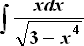 ∫ xdx / √(3 − x⁴)